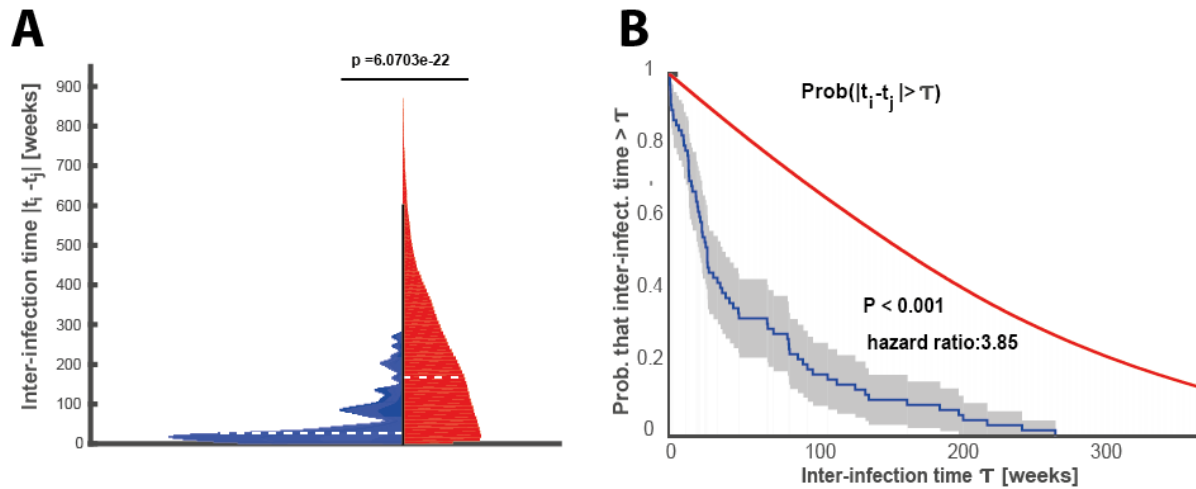 A
p =6.0703e-22
Inter-infection time |ti -tj| [weeks]
900
800
700
600
500
400
300
200
100
0
B
Prob. that inter-infect. time > T
1
0.8
0.6
0.4
0.2
0
Prob(|ti-tj|> T)
P < 0.001
hazard ratio:3.85
0
100
200
300
Inter-infection time T [weeks]